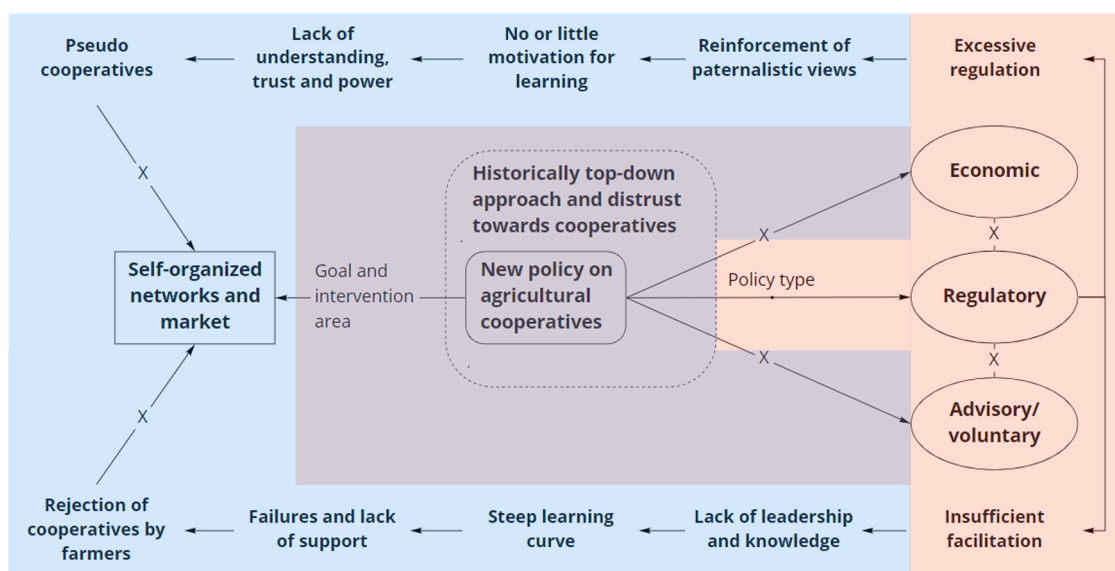 Pseudo
cooperatives
Lack of
understanding,
trust and power
No or little
motivation for
learning
Reinforcement of
paternalistic views
Excessive
regulation
X
Historically top-down
approach and distrust
towards cooperatives
Economic
X
X
Self-organized
networks and
market
Goal and
intervention
area
New policy on
agricultural
cooperatives
Policy type
Regulatory
X
X
X
Advisory/
voluntary
Rejection of
cooperatives by
farmers
Failures and lack
of support
Steep learning
curve
Lack of leadership
and knowledge
Insufficient
facilitation